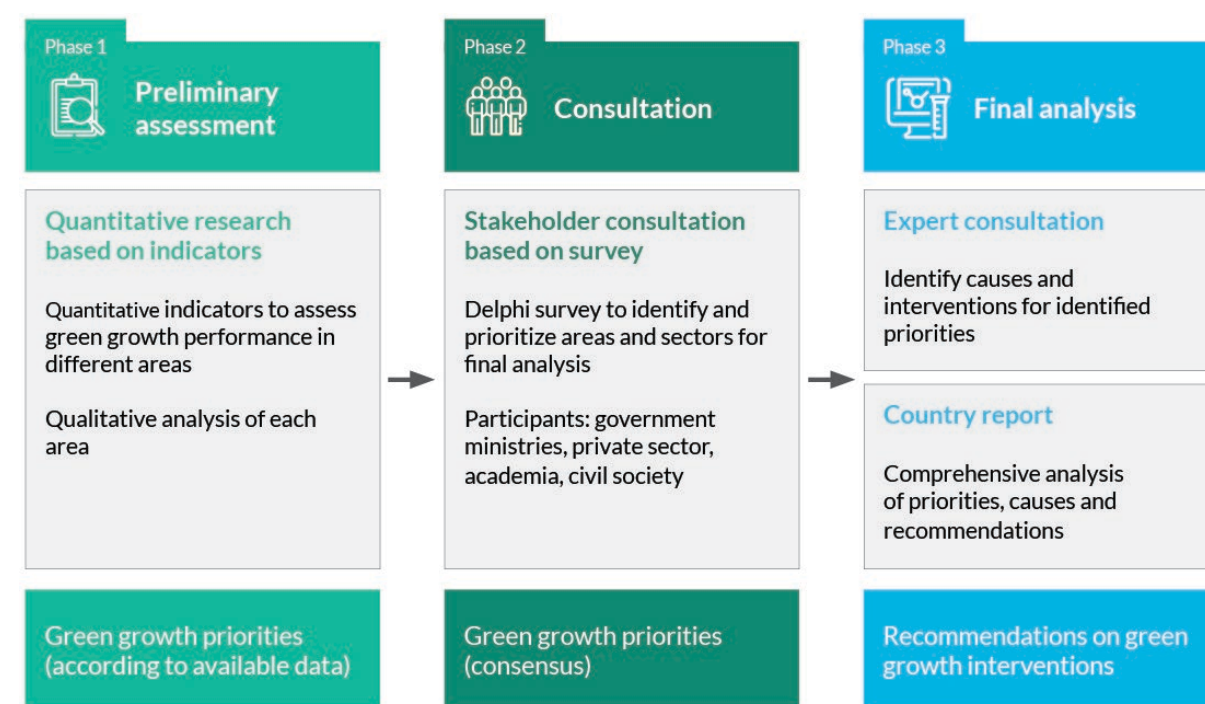 Phase 1
Preliminary
assessment
Quantitative research
based on indicators
Quantitative indicators to assess
green growth performance in
different areas
Qualitative analysis of each
area
Green growth priorities
(according to available data)
Phase 2
Consultation
Stakeholder consultation
based on survey
Delphi survey to identify and
prioritize areas and sectors for
final analysis
Participants: government
ministries, private sector,
academia, civil society
Green growth priorities
(consensus)
Phase 3
Final analysis
Expert consultation
Identify causes and
interventions for identified
priorities
Country report
Comprehensive analysis
of priorities, causes and
recommendations
Recommendations on green
growth interventions